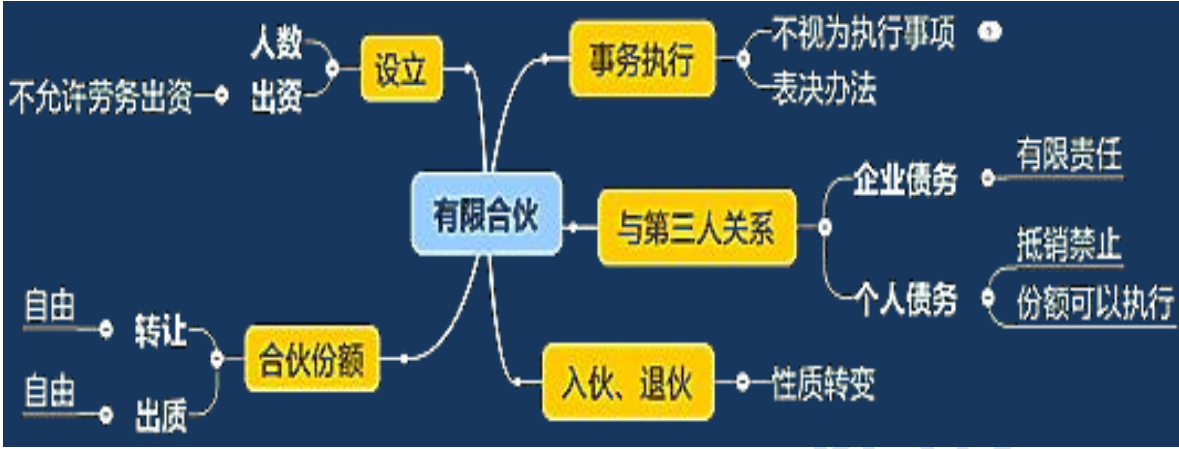 有限合伙
设立
人数
出资
不允许劳务出资
事务执行
不视为执行事项
表决办法
与第三人关系
企业债务
有限责任
个人债务
抵销禁止
份额可以执行
入伙、退伙
性质转变
合伙份额
转让
自由
出质
自由